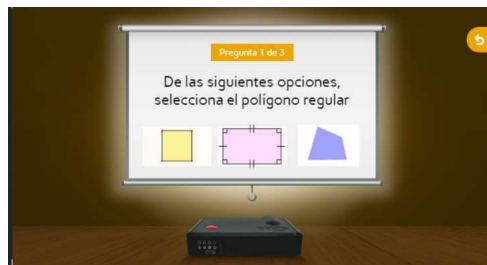 Pregunta 1 de 3
De las siguientes opciones,
selecciona el polígono regular